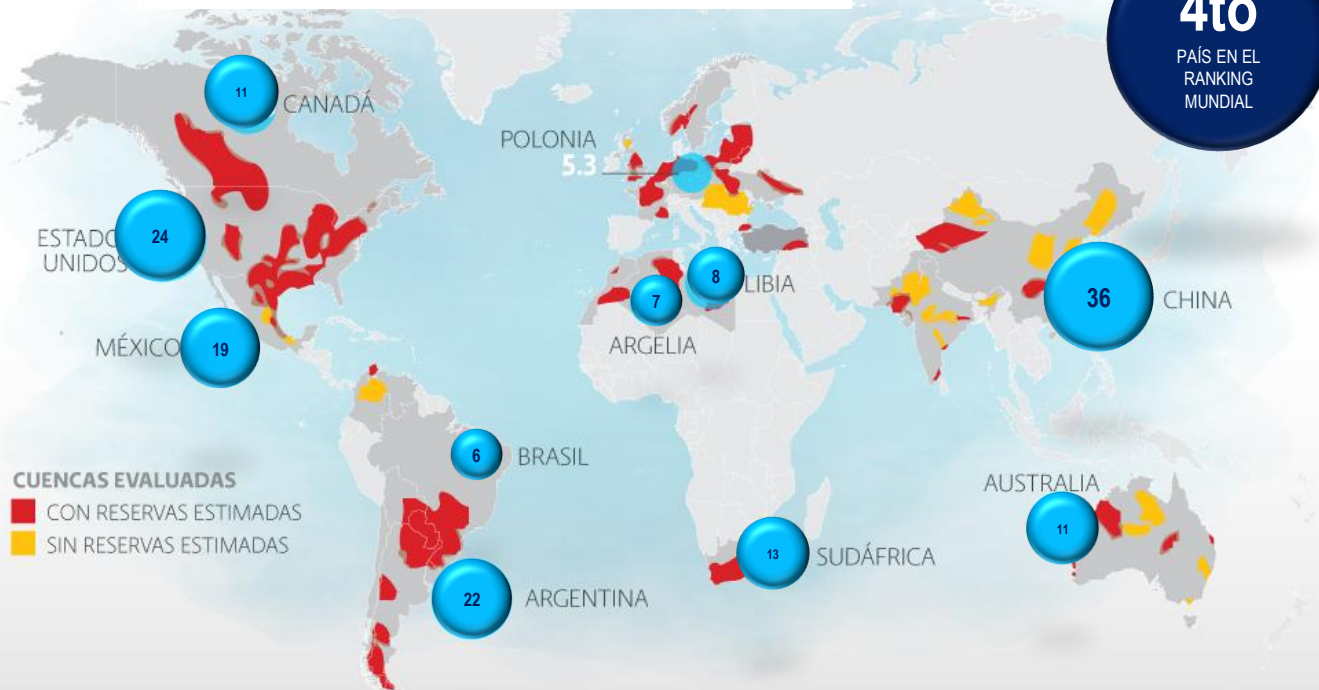 4to
PAÍS EN EL
RANKING
MUNDIAL
11
CANADÁ
POLONIA
5.3
24
ESTADO
UNIDOS
8
LIBIA
7
ARGELIA
36
CHINA
MÉXICO
19
6
BRASIL
CUENCAS EVALUADAS
CON RESERVAS ESTIMADAS
SIN RESERVAS ESTIMADAS
AUSTRALIA
11
13
SUDÁFRICA
22
ARGENTINA